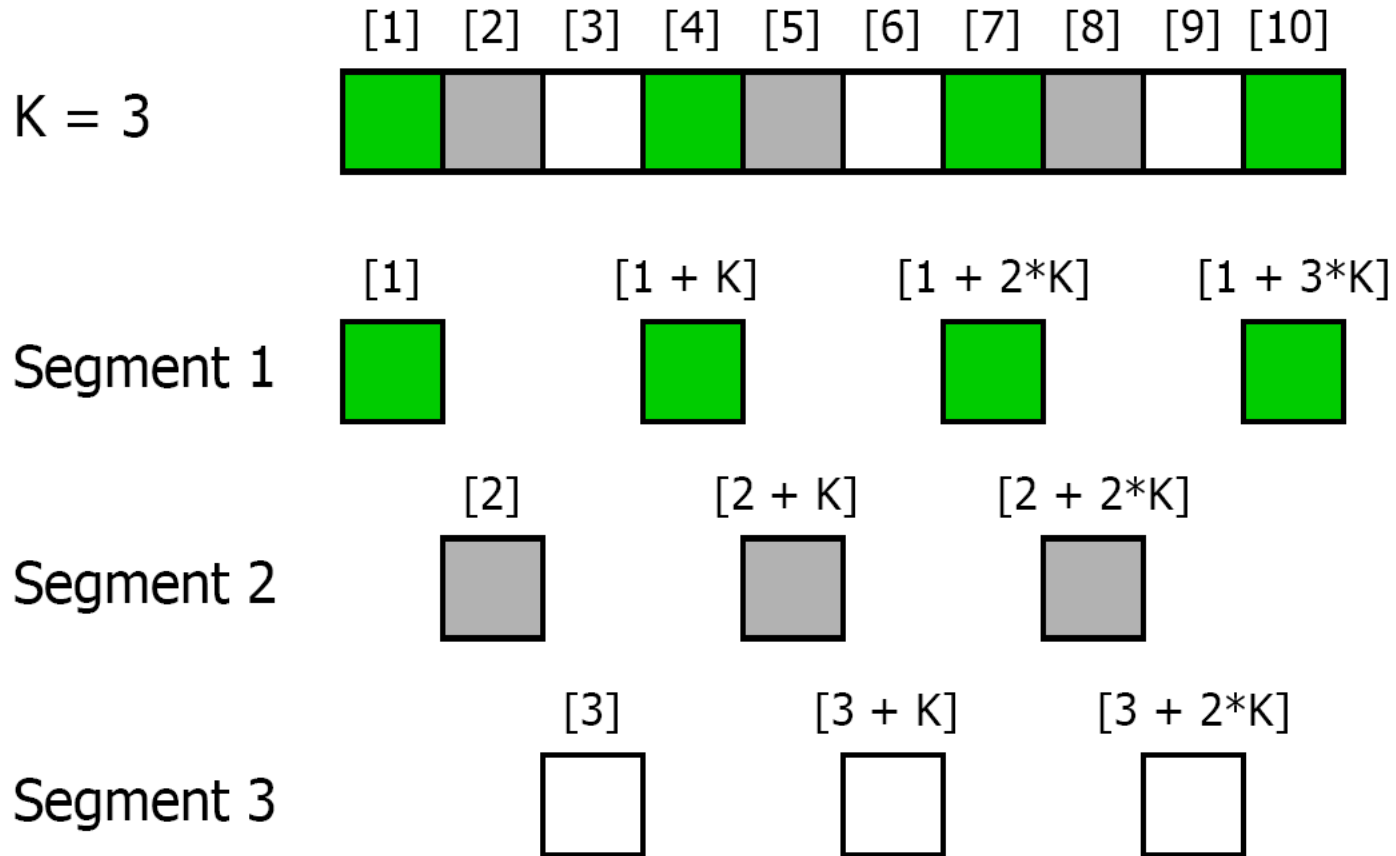 [1] [2] [3] [4] [5] [6] [7] [8] [9] [10]
K = 3
[1] [1 + K] [1 + 2*K] [1 + 3*K]
Segment 1
[2] [2 + K] [2 + 2*K]
Segment 2
[3] [3 + K] [3 + 2*K]
Segment 3